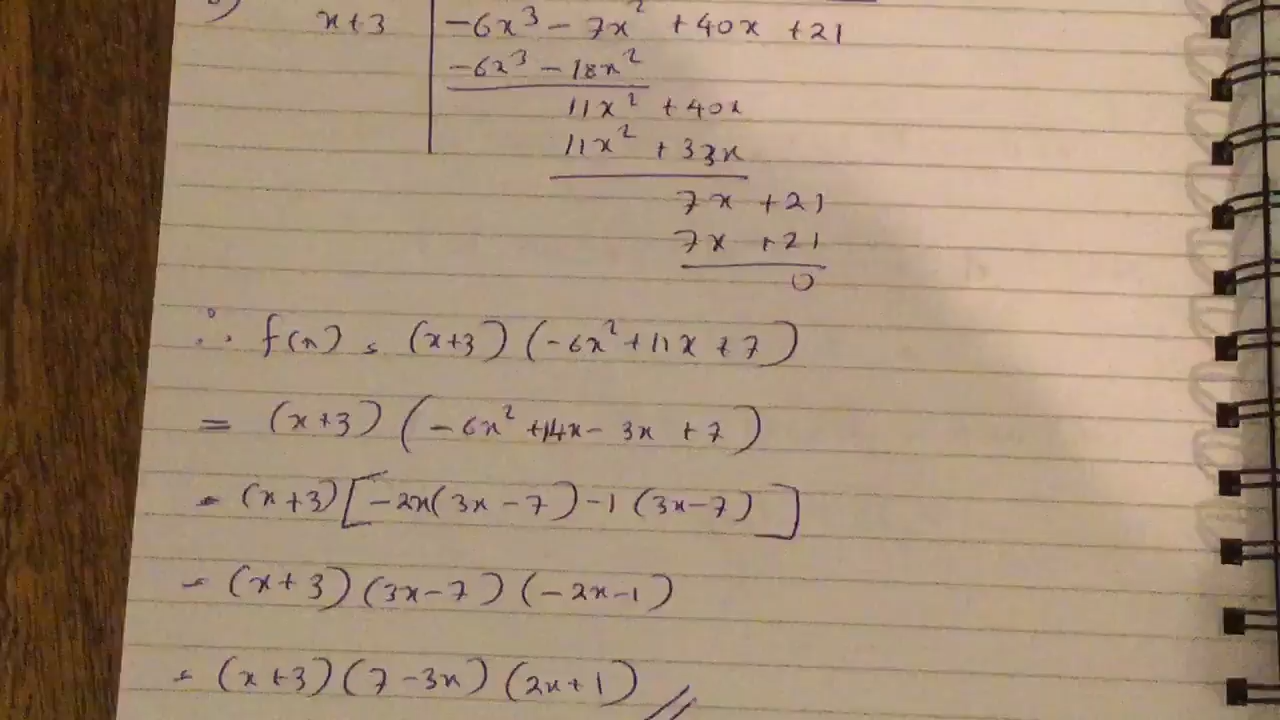 x+3 -6x³ - 7x² + 40x + 21
-6x³ - 18x²
11x² + 40x
11x² + 33x
7x + 21
7x + 21
0
∴ f(x) = (x+3)(-6x² + 11x + 7)
= (x+3)(-6x² + 14x - 3x + 7)
= (x+3)[-2x(3x-7) -1(3x-7)]
= (x+3)(3x-7)(-2x-1)
= (x+3)(7-3x)(2x+1)//